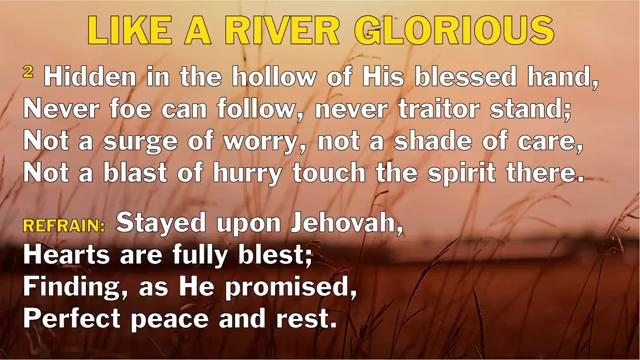 LIKE A RIVER GLORIOUS
2 Hidden in the hollow of His blessed hand,
Never foe can follow, never traitor stand;
Not a surge of worry, not a shade of care,
Not a blast of hurry touch the spirit there.
REFRAIN: Stayed upon Jehovah,
Hearts are fully blest;
Finding, as He promised,
Perfect peace and rest.